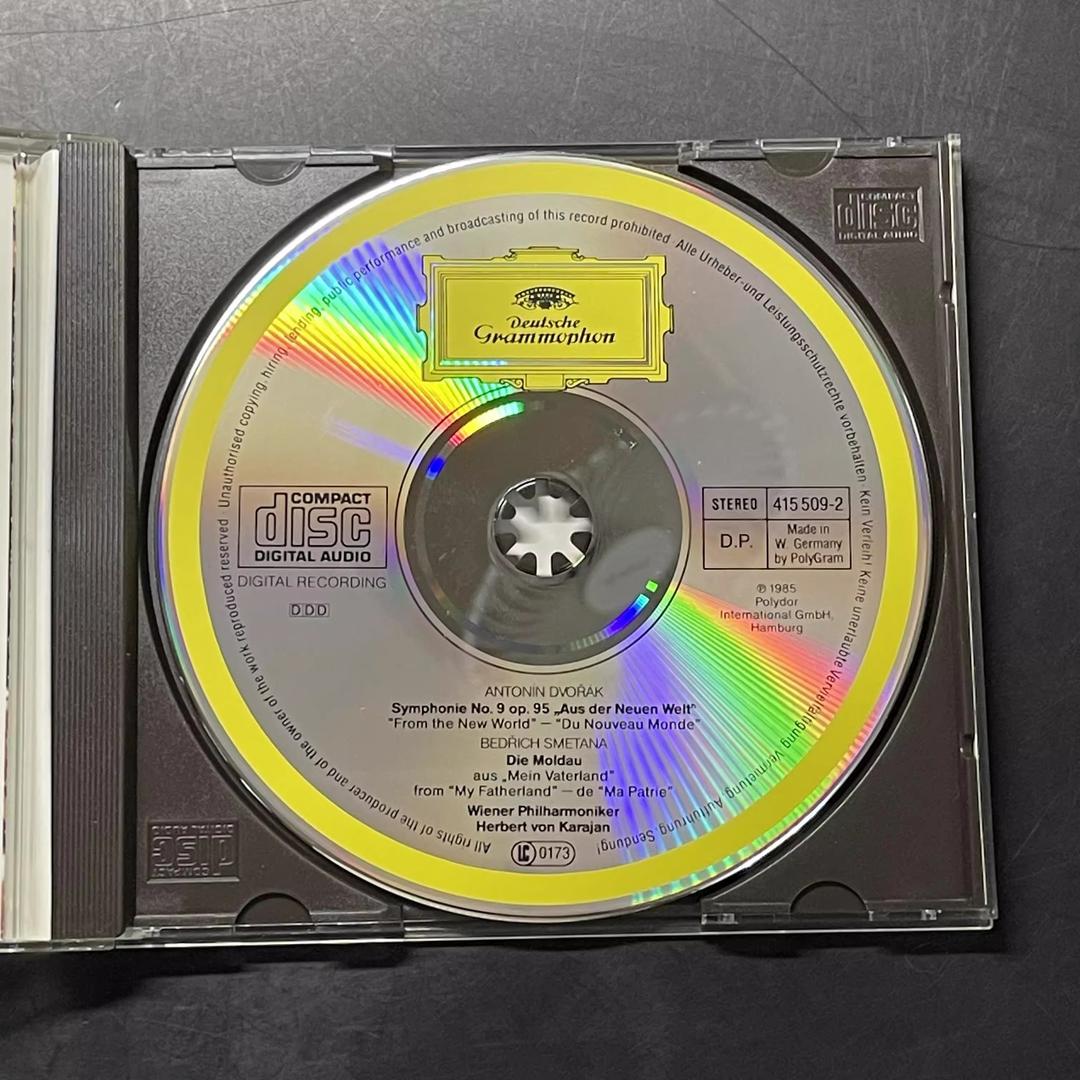 COMPACT
disc
DIGITAL AUDIO
Unauthorised copying, hiring, lending, public performance and broadcasting of this record prohibited · Alle Urheber- und Leistungsschutzrechte vorbehalten · Kein Verleih! Keine unerlaubte Vervielfältigung, Vermietung, Aufführung, Sendung!
Deutsche
Grammophon
COMPACT
disc
DIGITAL AUDIO
DIGITAL RECORDING
DDD
STEREO 415 509-2
D.P. Made in
W. Germany
by PolyGram
℗ 1985
Polydor
International GmbH,
Hamburg
ANTONÍN DVOŘÁK
Symphonie No. 9 op. 95 „Aus der Neuen Welt"
"From the New World" — "Du Nouveau Monde"
BEDŘICH SMETANA
Die Moldau
aus „Mein Vaterland"
from "My Fatherland" — de "Ma Patrie"
Wiener Philharmoniker
Herbert von Karajan
LC 0173
All rights of the producer and of the owner of the work reproduced reserved
COMPACT
disc
DIGITAL AUDIO